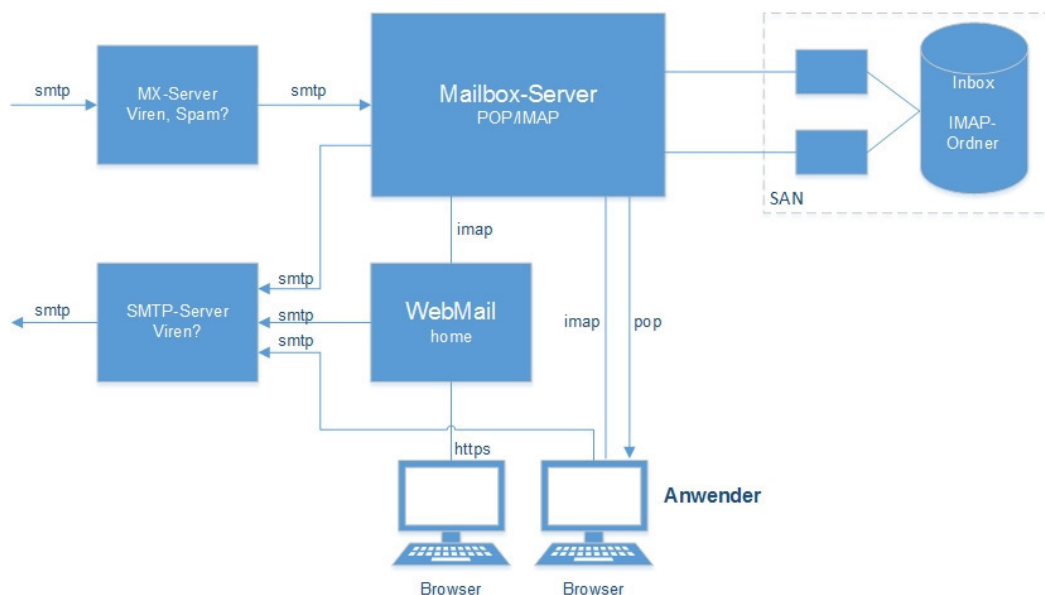 smtp
MX-Server
Viren, Spam?
smtp
Mailbox-Server
POP/IMAP
Inbox
IMAP-
Ordner
SAN
imap
smtp
SMTP-Server
Viren?
smtp
smtp
smtp
WebMail
home
imap
pop
https
Anwender
Browser
Browser